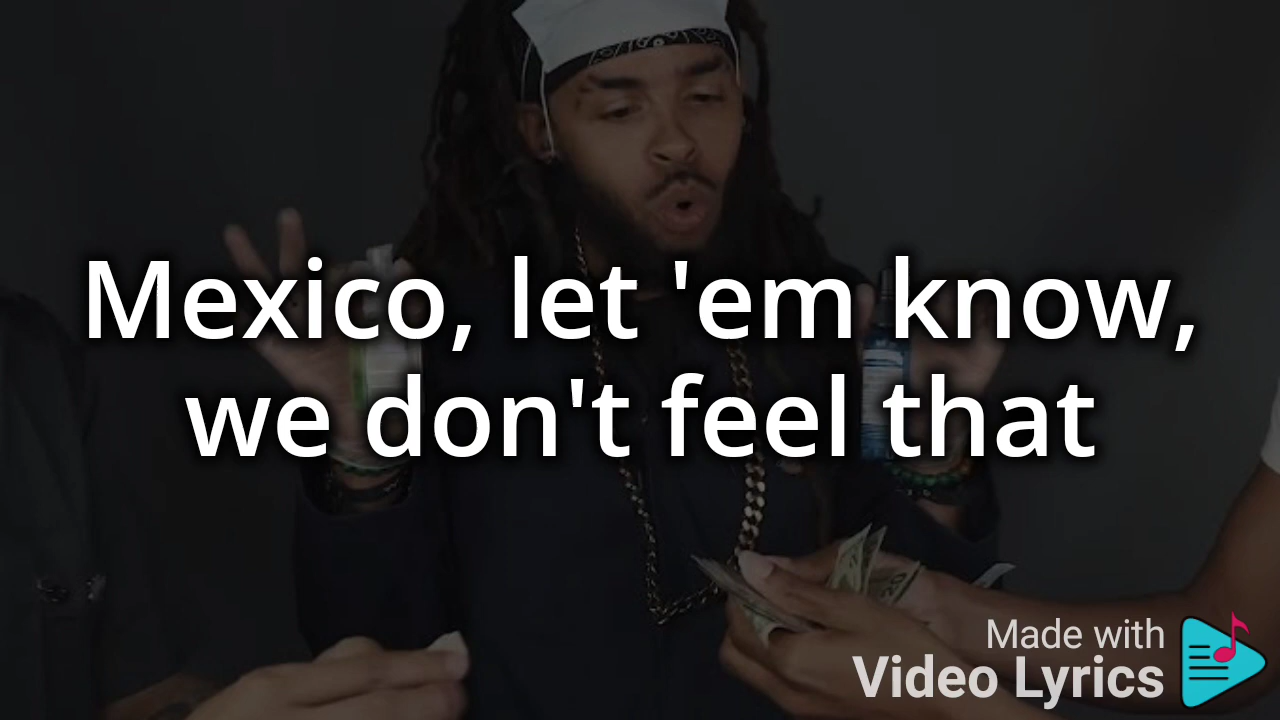 Mexico, let 'em know,
we don't feel that
Made with
Video Lyrics